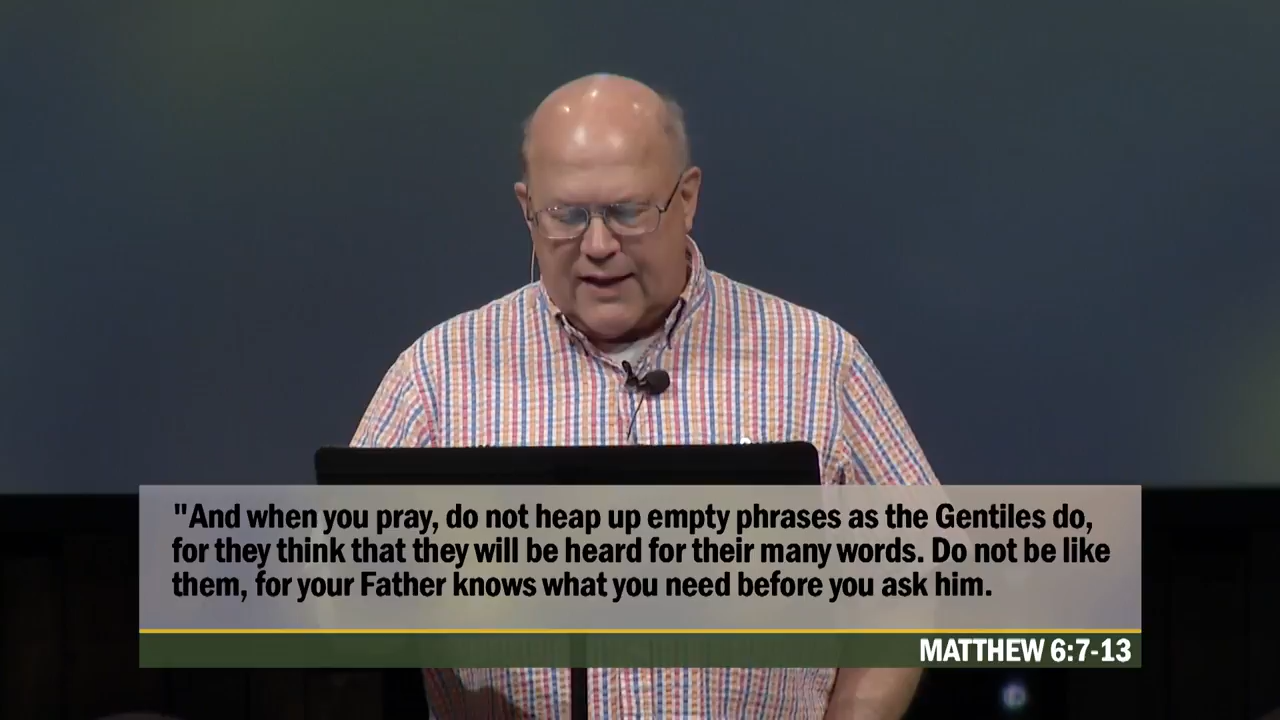 "And when you pray, do not heap up empty phrases as the Gentiles do,
for they think that they will be heard for their many words. Do not be like
them, for your Father knows what you need before you ask him.
MATTHEW 6:7-13